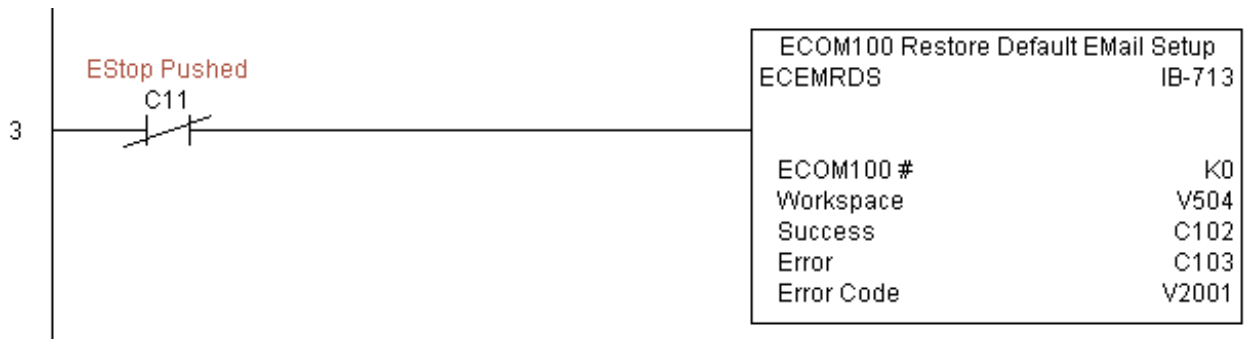 EStop Pushed
C11
3
ECOM100 Restore Default EMail Setup
ECEMRDS IB-713
ECOM100 # K0
Workspace V504
Success C102
Error C103
Error Code V2001